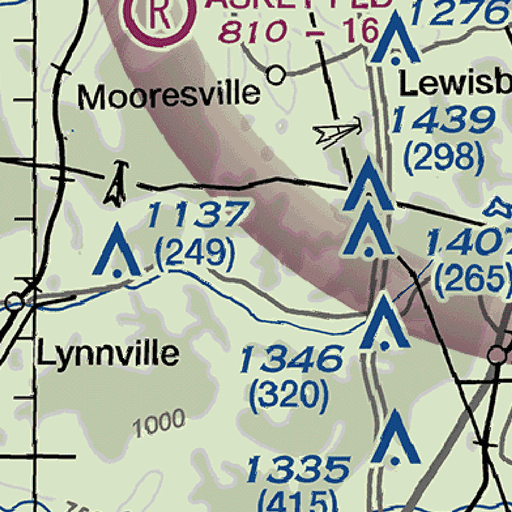 R
810 - 16
1276
Mooresville
Lewisb
1439
(298)
1137
(249)
1407
(265)
Lynnville
1346
(320)
1000
1335
(415)